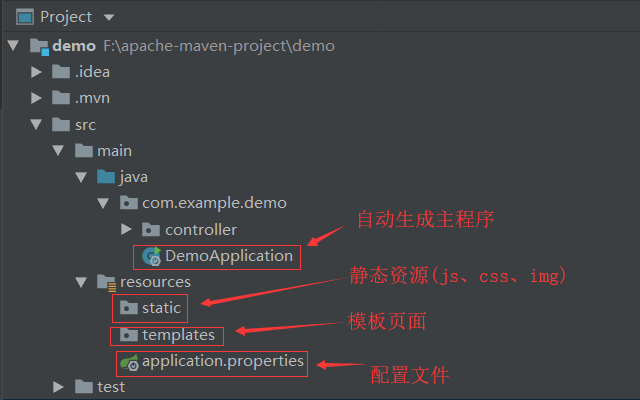 Project
demo F:\apache-maven-project\demo
.idea
.mvn
src
main
java
com.example.demo
controller
自动生成主程序
DemoApplication
静态资源(js、css、img)
resources
static
模板页面
templates
application.properties
配置文件
test